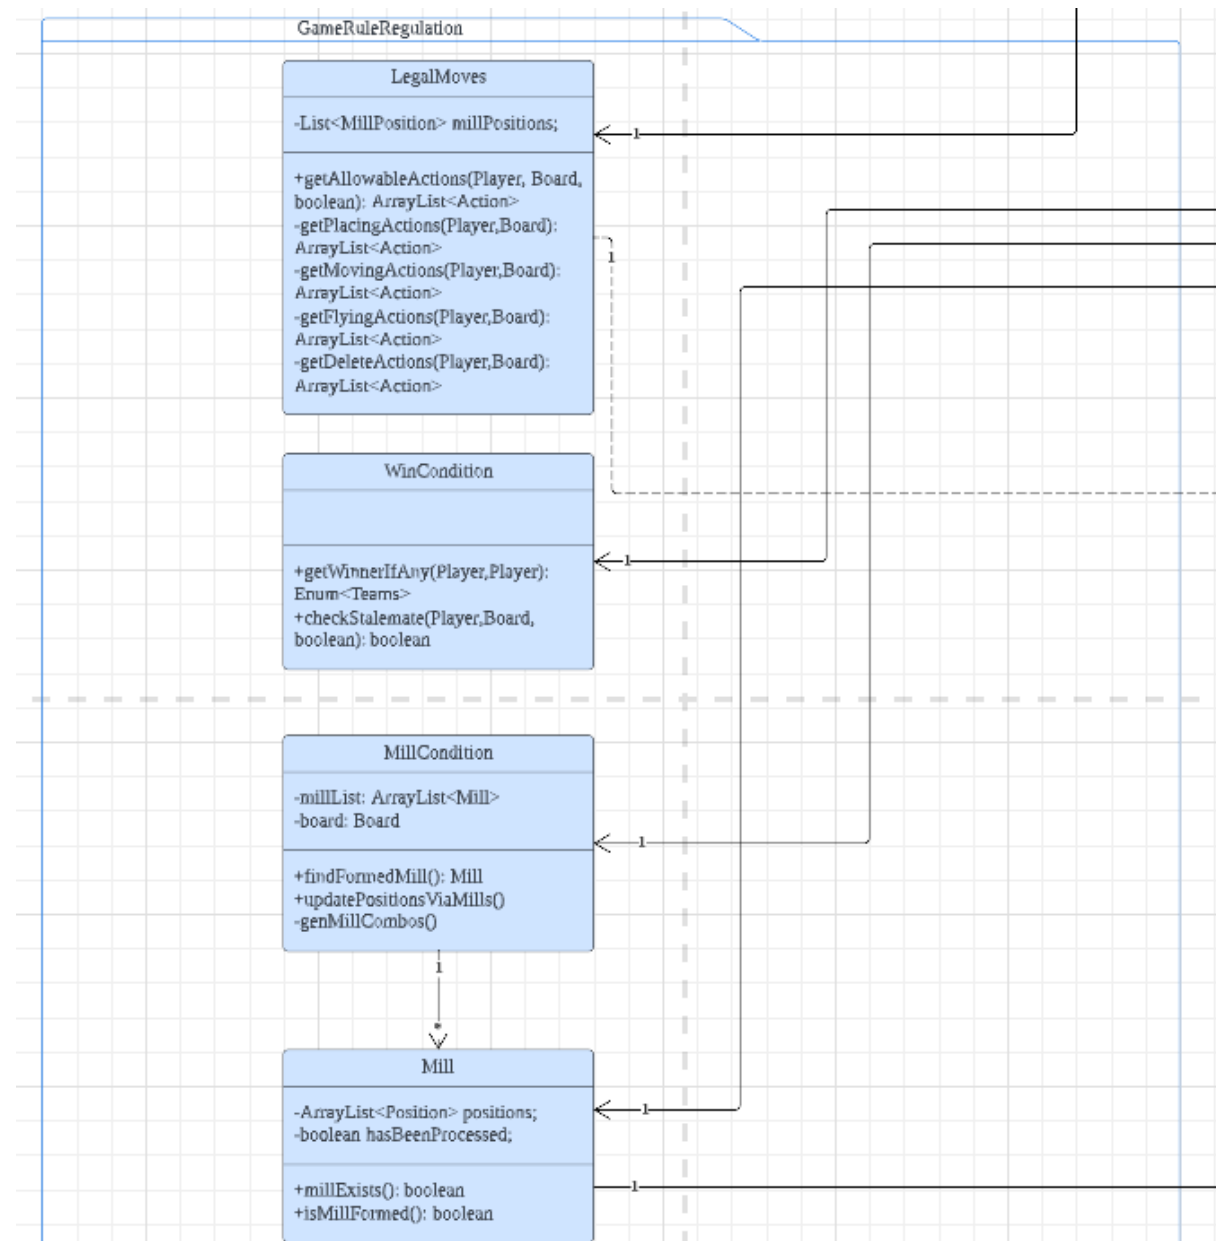 GameRuleRegulation
LegalMoves
-List<MillPosition> millPositions;
1
+getAllowableActions(Player, Board,
boolean): ArrayList<Action>
-getPlacingActions(Player,Board):
ArrayList<Action>
1
-getMovingActions(Player,Board):
ArrayList<Action>
-getFlyingActions(Player,Board):
ArrayList<Action>
-getDeleteActions(Player,Board):
ArrayList<Action>
WinCondition
1
+getWinnerIfAny(Player,Player):
Enum<Teams>
+checkStalemate(Player,Board,
boolean): boolean
MillCondition
-millList: ArrayList<Mill>
-board: Board
1
+findFormedMill(): Mill
+updatePositionsViaMills()
-genMillCombos()
1
*
Mill
-ArrayList<Position> positions;
1
-boolean hasBeenProcessed;
+millExists(): boolean
1
+isMillFormed(): boolean